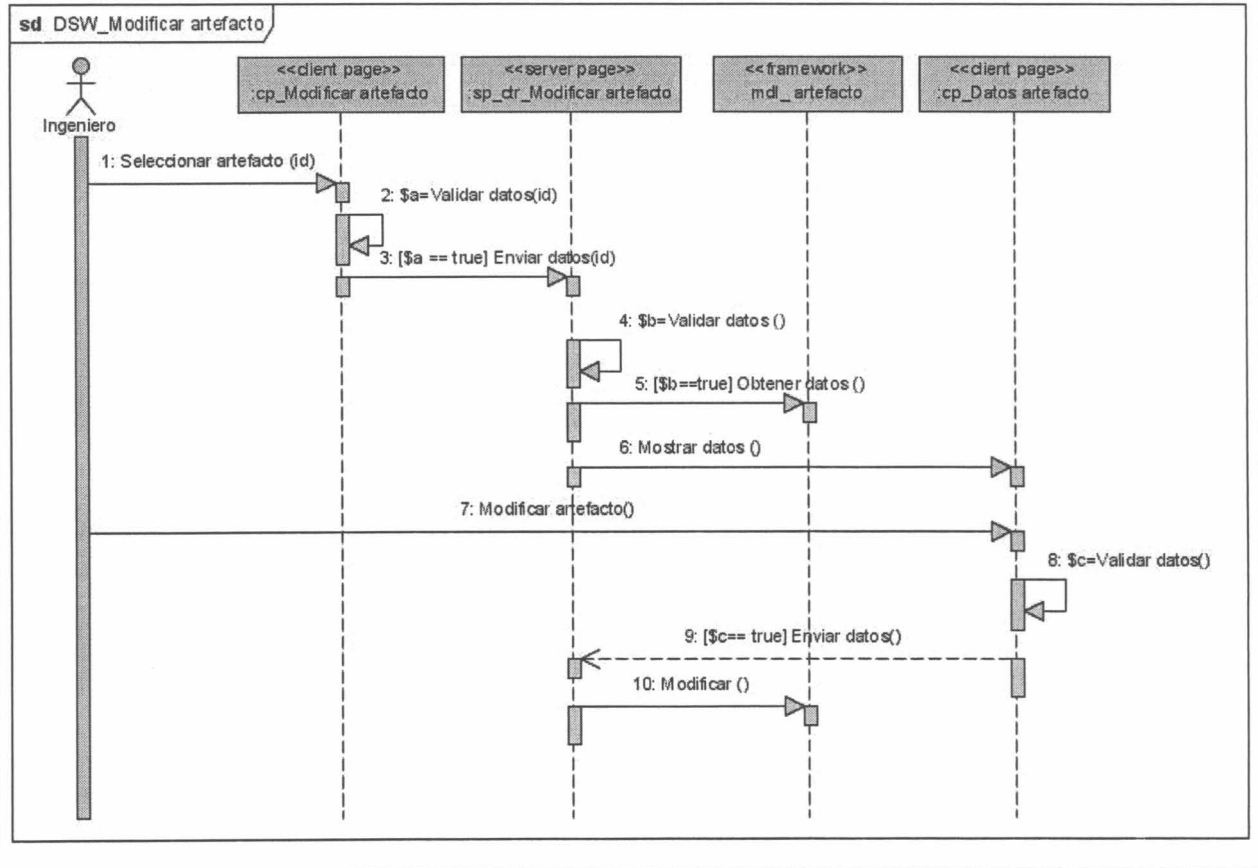 sd DSW_Modificar artefacto
Ingeniero
<<client page>>
:cp_Modificar artefacto
<<server page>>
:sp_ctr_Modificar artefacto
<<framework>>
mdl_artefacto
<<client page>>
:cp_Datos artefacto
1: Seleccionar artefacto (id)
2: $a=Validar datos(id)
3: [$a == true] Enviar datos(id)
4: $b=Validar datos ()
5: [$b==true] Obtener datos ()
6: Mostrar datos ()
7: Modificar artefacto()
8: $c=Validar datos()
9: [$c== true] Enviar datos()
10: Modificar ()